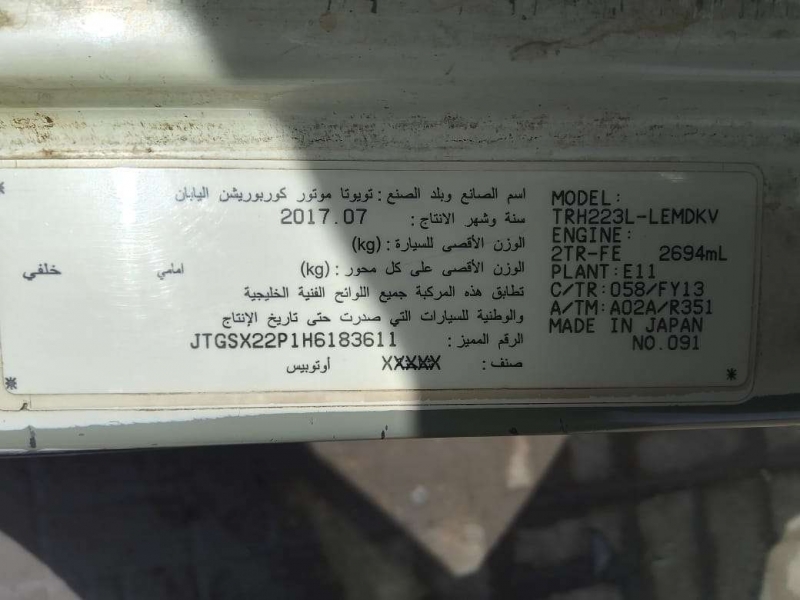 اسم الصانع وبلد الصنع : تويوتا موتور كوربوريشن اليابان
سنة وشهر الانتاج : 2017.07
الوزن الأقصى للسيارة : (kg)
الوزن الأقصى على كل محور : (kg) امامي خلفي
تطابق هذه المركبة جميع اللوائح الفنية الخليجية
والوطنية للسيارات التي صدرت حتى تاريخ الإنتاج
الرقم المميز : JTGSX22P1H6183611
صنف : XXXXX أوتوبيس
MODEL:
TRH223L-LEMDKV
ENGINE:
2TR-FE 2694mL
PLANT:E11
C/TR:058/FY13
A/TM:A02A/R351
MADE IN JAPAN
NO.091